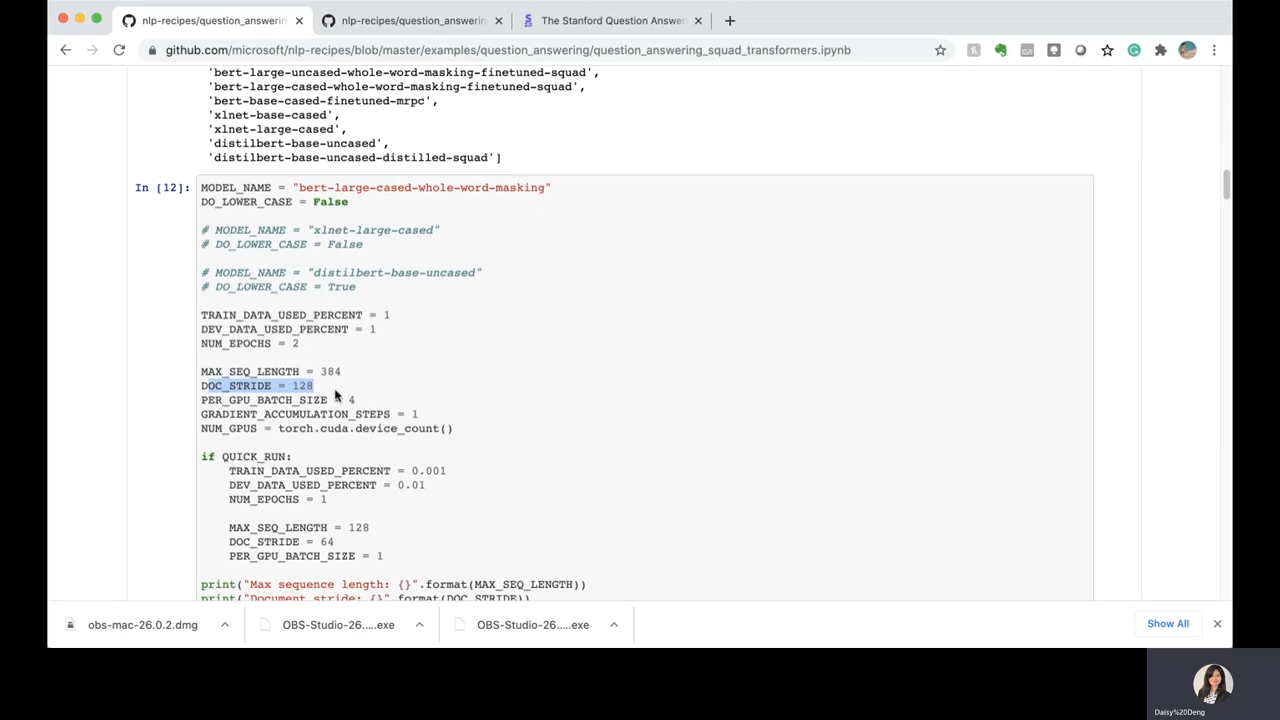 nlp-recipes/question_answering
nlp-recipes/question_answering
The Stanford Question Answer
github.com/microsoft/nlp-recipes/blob/master/examples/question_answering/question_answering_squad_transformers.ipynb
'bert-large-uncased-whole-word-masking-finetuned-squad',
'bert-large-cased-whole-word-masking-finetuned-squad',
'bert-base-cased-finetuned-mrpc',
'xlnet-base-cased',
'xlnet-large-cased',
'distilbert-base-uncased',
'distilbert-base-uncased-distilled-squad']
In [12]:
MODEL_NAME = "bert-large-cased-whole-word-masking"
DO_LOWER_CASE = False
# MODEL_NAME = "xlnet-large-cased"
# DO_LOWER_CASE = False
# MODEL_NAME = "distilbert-base-uncased"
# DO_LOWER_CASE = True
TRAIN_DATA_USED_PERCENT = 1
DEV_DATA_USED_PERCENT = 1
NUM_EPOCHS = 2
MAX_SEQ_LENGTH = 384
DOC_STRIDE = 128
PER_GPU_BATCH_SIZE = 4
GRADIENT_ACCUMULATION_STEPS = 1
NUM_GPUS = torch.cuda.device_count()
if QUICK_RUN:
TRAIN_DATA_USED_PERCENT = 0.001
DEV_DATA_USED_PERCENT = 0.01
NUM_EPOCHS = 1
MAX_SEQ_LENGTH = 128
DOC_STRIDE = 64
PER_GPU_BATCH_SIZE = 1
print("Max sequence length: {}".format(MAX_SEQ_LENGTH))
print("Document stride: {}".format(DOC_STRIDE))
obs-mac-26.0.2.dmg
OBS-Studio-26.....exe
OBS-Studio-26.....exe
Show All
Daisy%20Deng